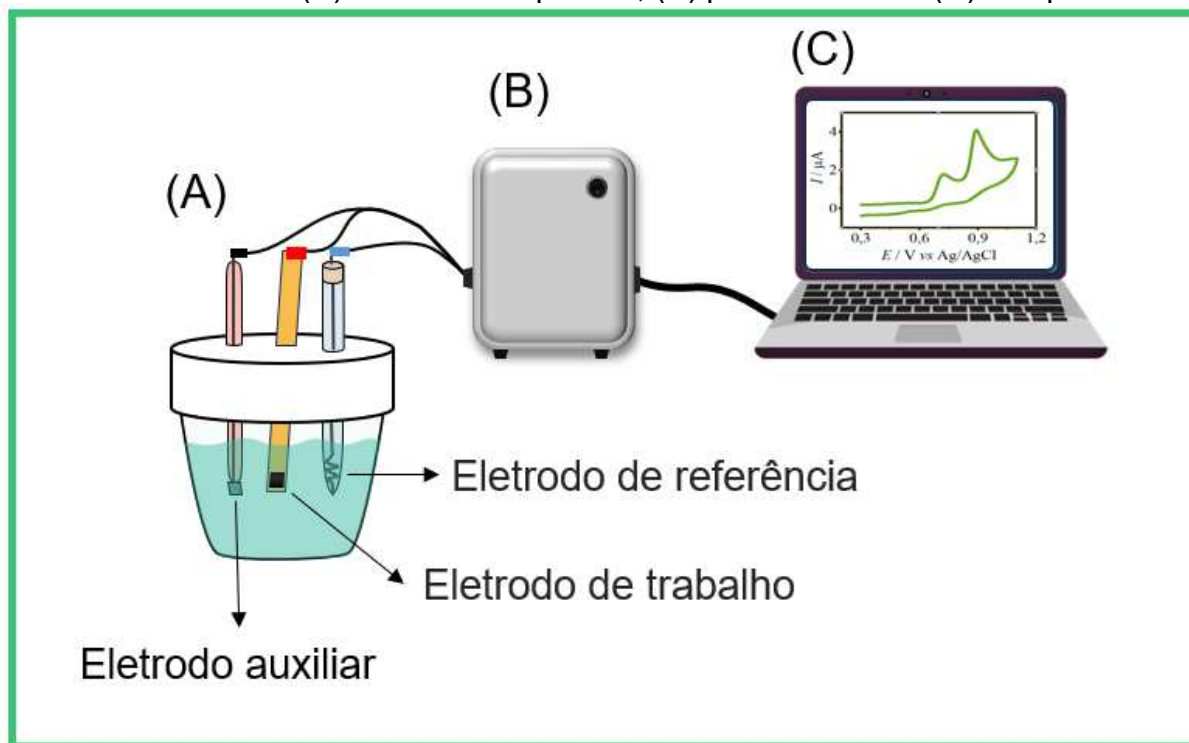 (C)
(B)
(A)
4
2
0
I / µA
0,3 0,6 0,9 1,2
E / V vs Ag/AgCl
Eletrodo de referência
Eletrodo de trabalho
Eletrodo auxiliar